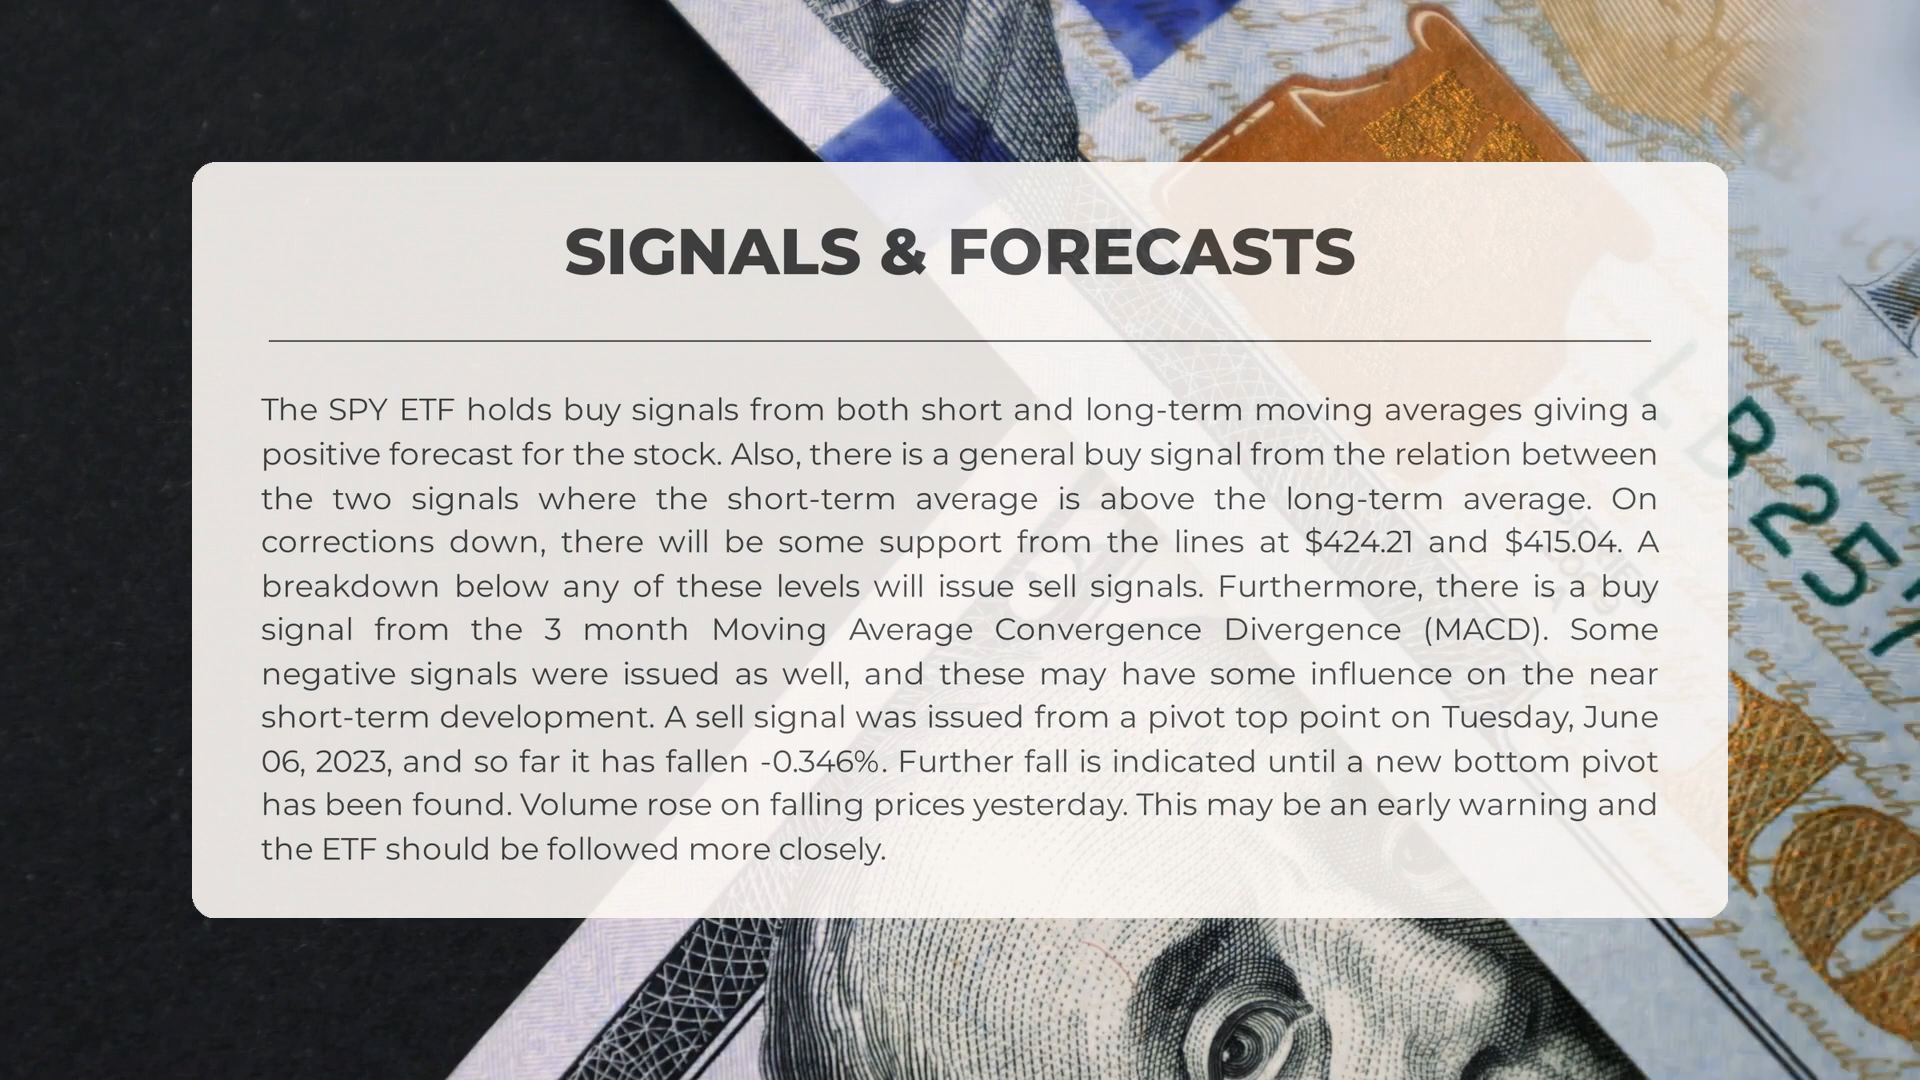 SIGNALS & FORECASTS
The SPY ETF holds buy signals from both short and long-term moving averages giving a
positive forecast for the stock. Also, there is a general buy signal from the relation between
the two signals where the short-term average is above the long-term average. On
corrections down, there will be some support from the lines at $424.21 and $415.04. A
breakdown below any of these levels will issue sell signals. Furthermore, there is a buy
signal from the 3 month Moving Average Convergence Divergence (MACD). Some
negative signals were issued as well, and these may have some influence on the near
short-term development. A sell signal was issued from a pivot top point on Tuesday, June
06, 2023, and so far it has fallen -0.346%. Further fall is indicated until a new bottom pivot
has been found. Volume rose on falling prices yesterday. This may be an early warning and
the ETF should be followed more closely.